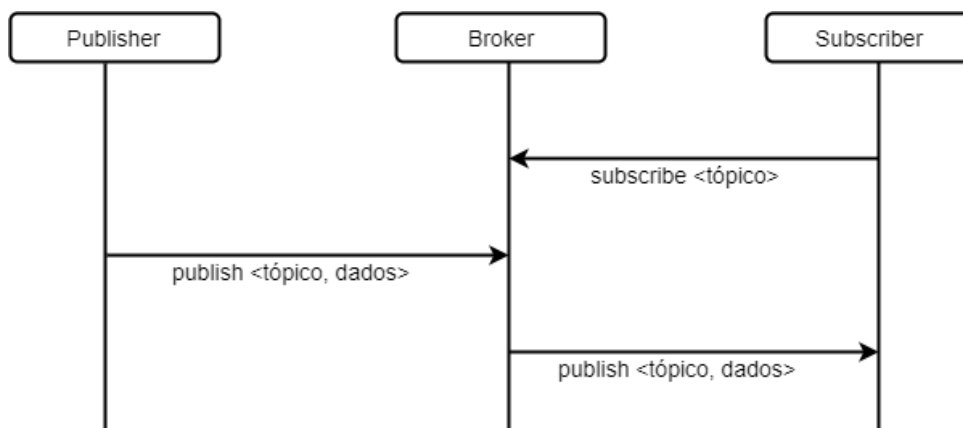 Publisher
Broker
Subscriber
subscribe <tópico>
publish <tópico, dados>
publish <tópico, dados>